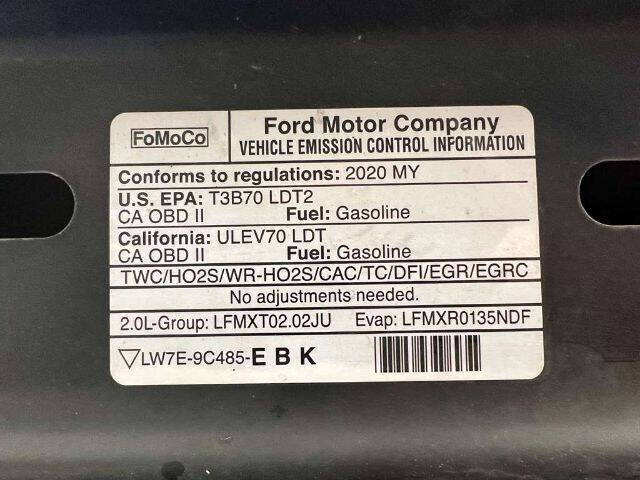 FoMoCo
Ford Motor Company
VEHICLE EMISSION CONTROL INFORMATION
Conforms to regulations: 2020 MY
U.S. EPA: T3B70 LDT2
CA OBD II Fuel: Gasoline
California: ULEV70 LDT
CA OBD II Fuel: Gasoline
TWC/HO2S/WR-HO2S/CAC/TC/DFI/EGR/EGRC
No adjustments needed.
2.0L-Group: LFMXT02.02JU Evap: LFMXR0135NDF
▽LW7E-9C485-E B K